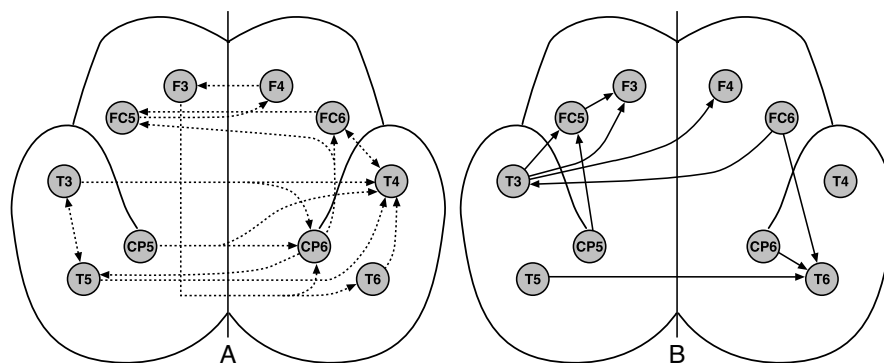 F3 F4 F3 F4
FC5 FC6 FC5 FC6
T3 T4 T3 T4
CP5 CP6 CP5 CP6
T5 T6 T5 T6
A B